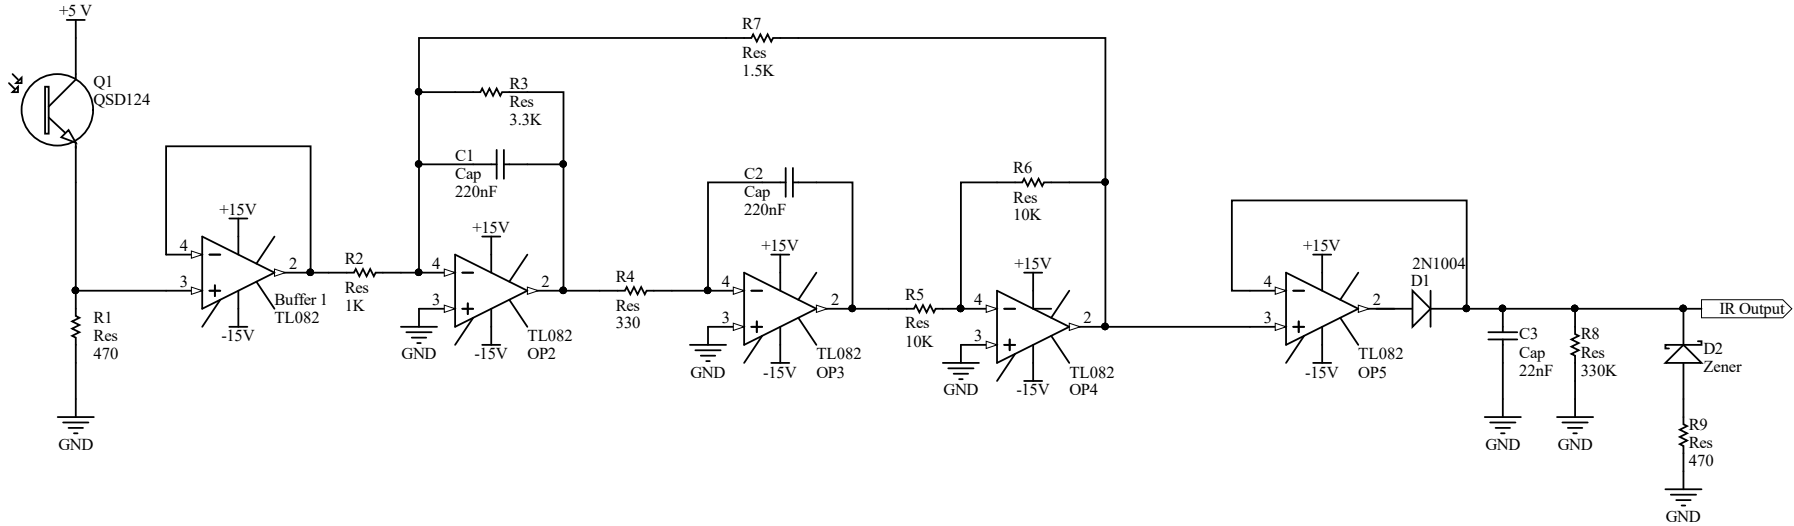 +5 V
Q1
QSD124
R1
Res
470
GND
+15V
4
3
2
-15V
Buffer 1
TL082
R2
Res
1K
R7
Res
1.5K
R3
Res
3.3K
C1
Cap
220nF
+15V
4
3
2
GND
-15V
TL082
OP2
R4
Res
330
C2
Cap
220nF
+15V
4
3
2
GND
-15V
TL082
OP3
R5
Res
10K
R6
Res
10K
+15V
4
3
2
GND
-15V
TL082
OP4
+15V
4
3
2
-15V
TL082
OP5
2N1004
D1
C3
Cap
22nF
GND
R8
Res
330K
GND
D2
Zener
R9
Res
470
GND
IR Output